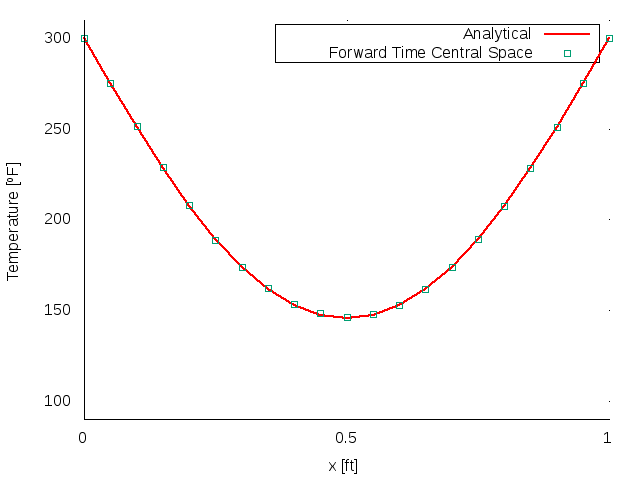 Analytical
Forward Time Central Space
300
250
200
150
100
Temperature [ºF]
0
0.5
1
x [ft]